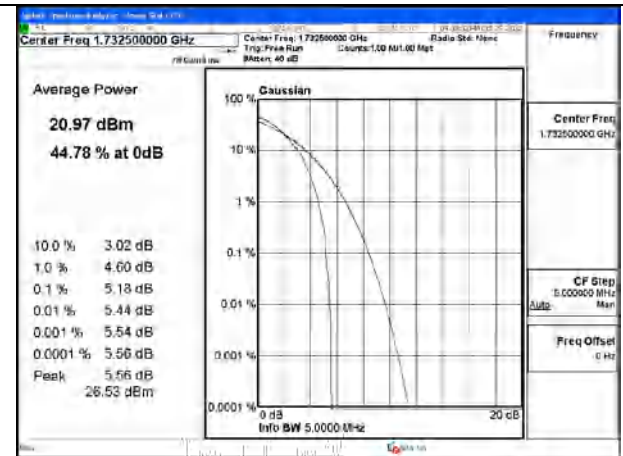 Center Freq 1.732500000 GHz
Center Freq: 1.732500000 GHz
Radio Std: None
Trig: Free Run
Counts:1.00 M/1.00 Mpt
#Atten: 40 dB
Frequency
Average Power
20.97 dBm
44.78 % at 0dB
10.0 % 3.02 dB
1.0 % 4.60 dB
0.1 % 5.18 dB
0.01 % 5.44 dB
0.001 % 5.54 dB
0.0001 % 5.56 dB
Peak 5.56 dB
26.53 dBm
Gaussian
100 %
10 %
1 %
0.1 %
0.01 %
0.001 %
0.0001 %
0 dB
20 dB
Info BW 5.0000 MHz
Center Freq
1.732500000 GHz
CF Step
5.000000 MHz
Auto Man
Freq Offset
0 Hz